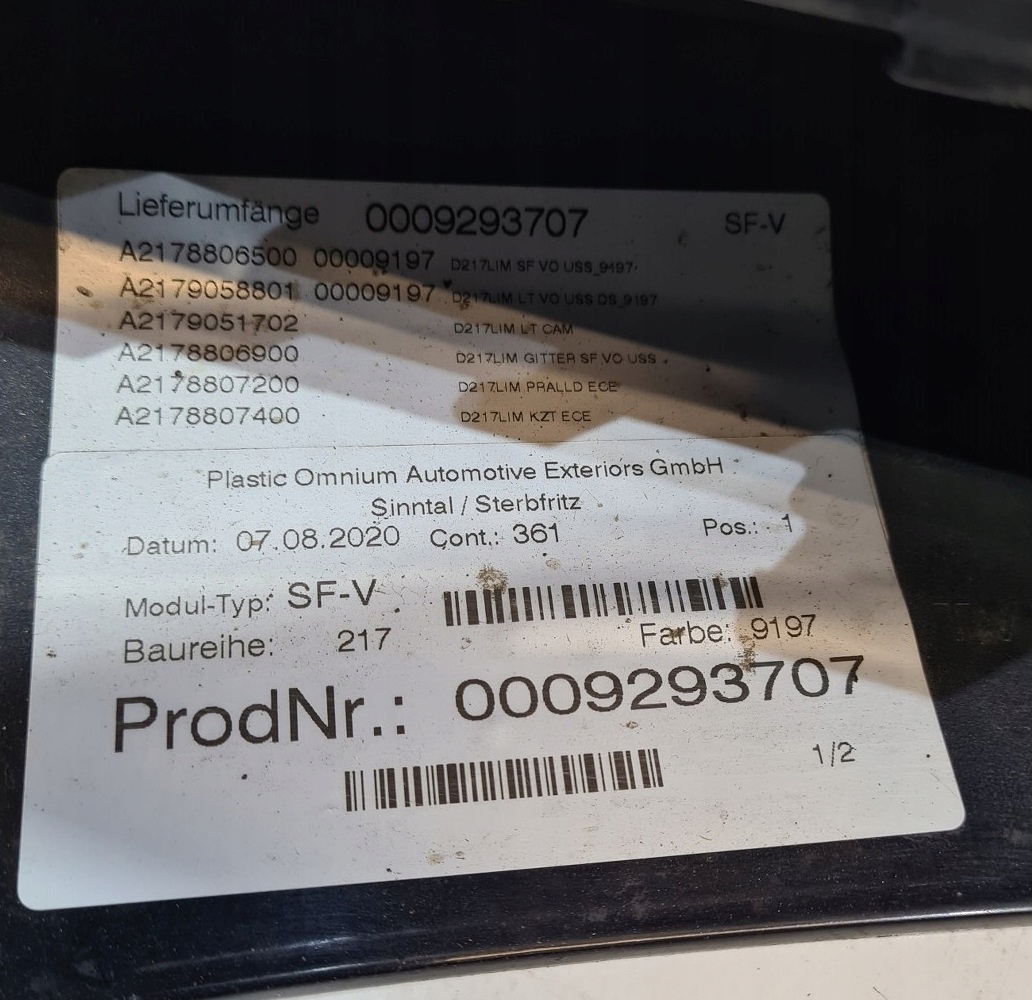 Lieferumfänge 0009293707 SF-V
A2178806500 00009197 D217LIM SF VO USS_9197
A2179058801 00009197 D217LIM LT VO USS DS_9197
A2179051702 D217LIM LT CAM
A2178806900 D217LIM GITTER SF VO USS
A2178807200 D217LIM PRALLD ECE
A2178807400 D217LIM KZT ECE
Plastic Omnium Automotive Exteriors GmbH
Sinntal / Sterbfritz
Datum: 07.08.2020 Cont.: 361 Pos.: 1
Modul-Typ: SF-V
Baureihe: 217 Farbe: 9197
ProdNr.: 0009293707
1/2